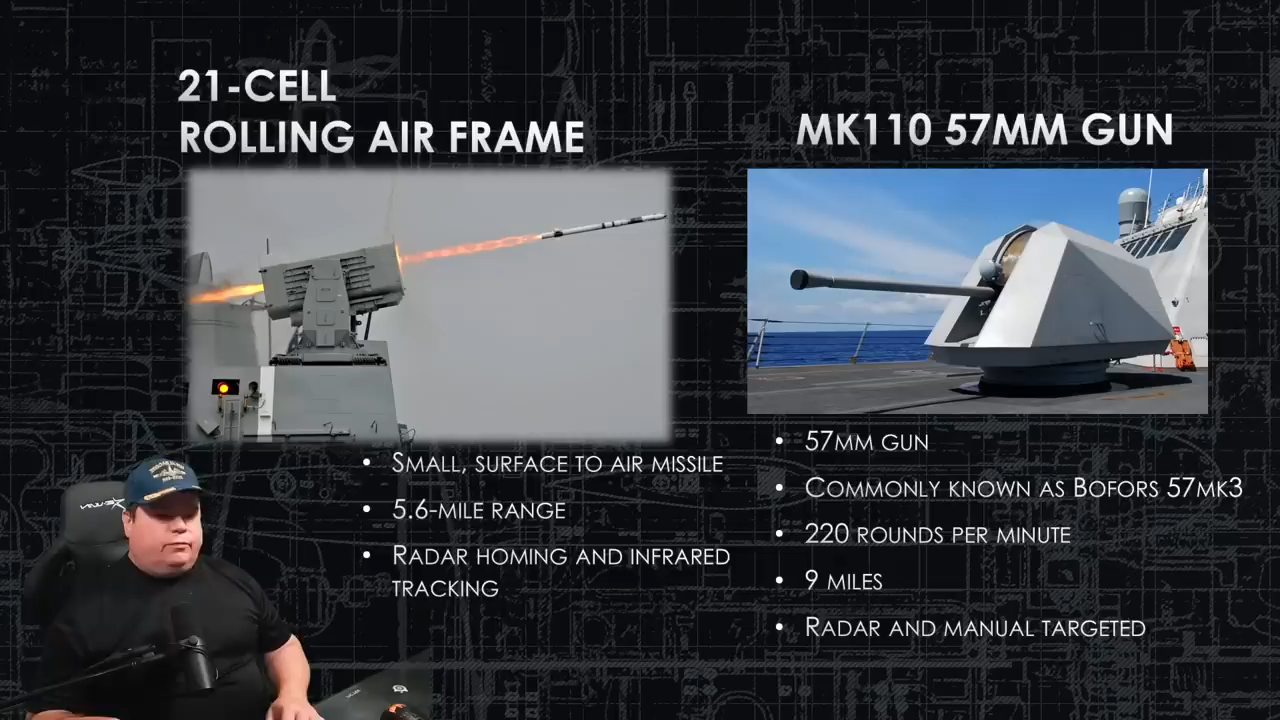 21-CELL
ROLLING AIR FRAME
MK110 57MM GUN
SMALL, SURFACE TO AIR MISSILE
5.6-MILE RANGE
RADAR HOMING AND INFRARED
TRACKING
57MM GUN
COMMONLY KNOWN AS BOFORS 57MK3
220 ROUNDS PER MINUTE
9 MILES
RADAR AND MANUAL TARGETED